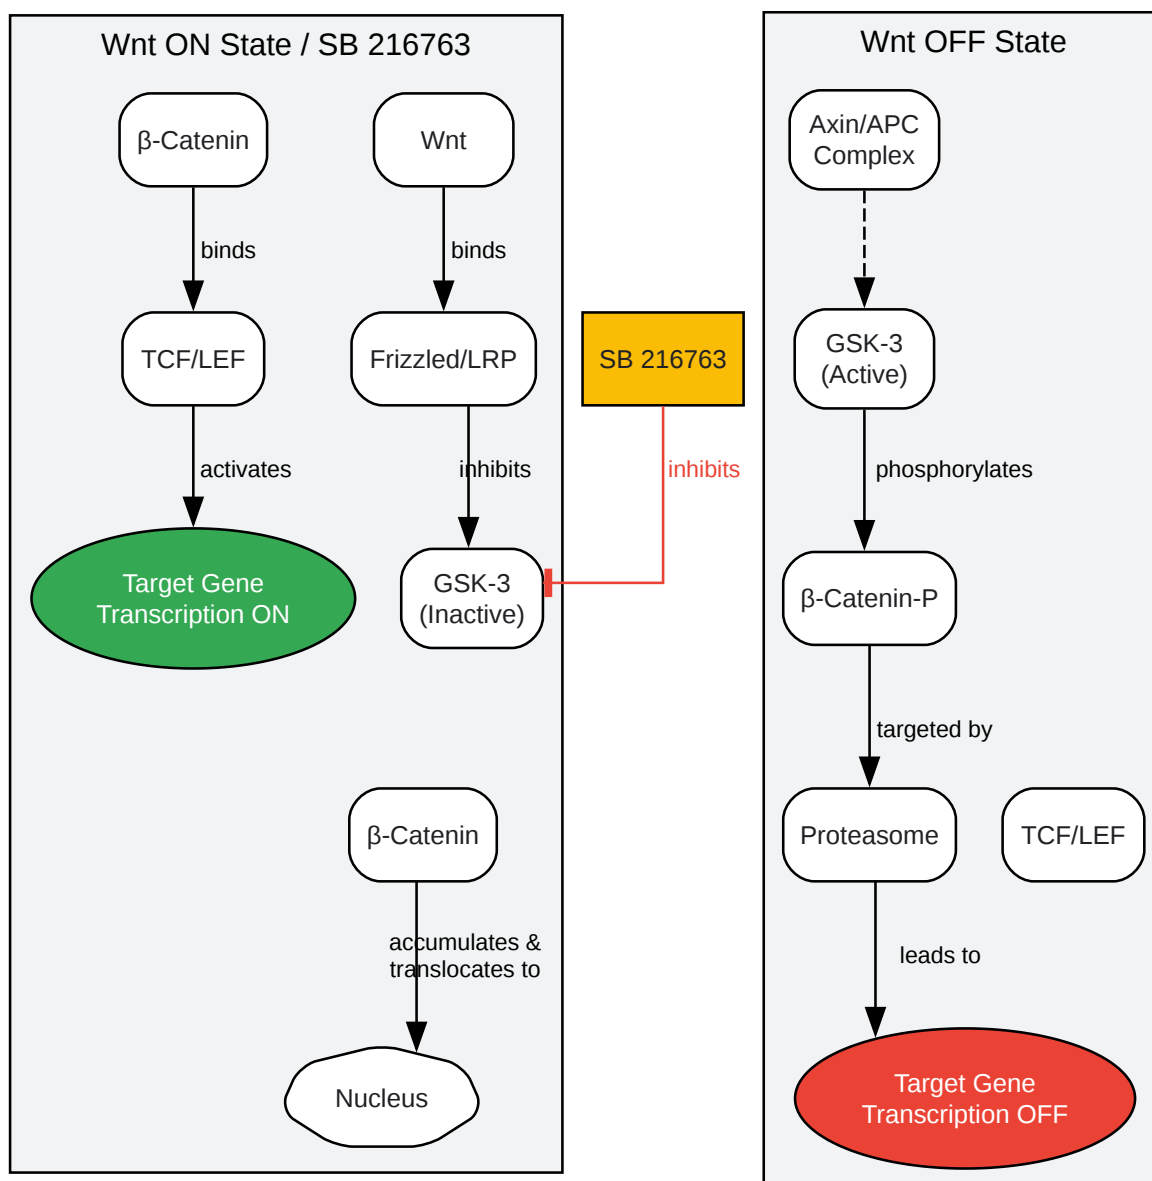 Wnt ON State / SB 216763
β-Catenin
Wnt
binds
binds
TCF/LEF
Frizzled/LRP
activates
inhibits
Target Gene
Transcription ON
GSK-3
(Inactive)
β-Catenin
accumulates &
translocates to
Nucleus
SB 216763
inhibits
Wnt OFF State
Axin/APC
Complex
GSK-3
(Active)
phosphorylates
β-Catenin-P
targeted by
Proteasome
TCF/LEF
leads to
Target Gene
Transcription OFF